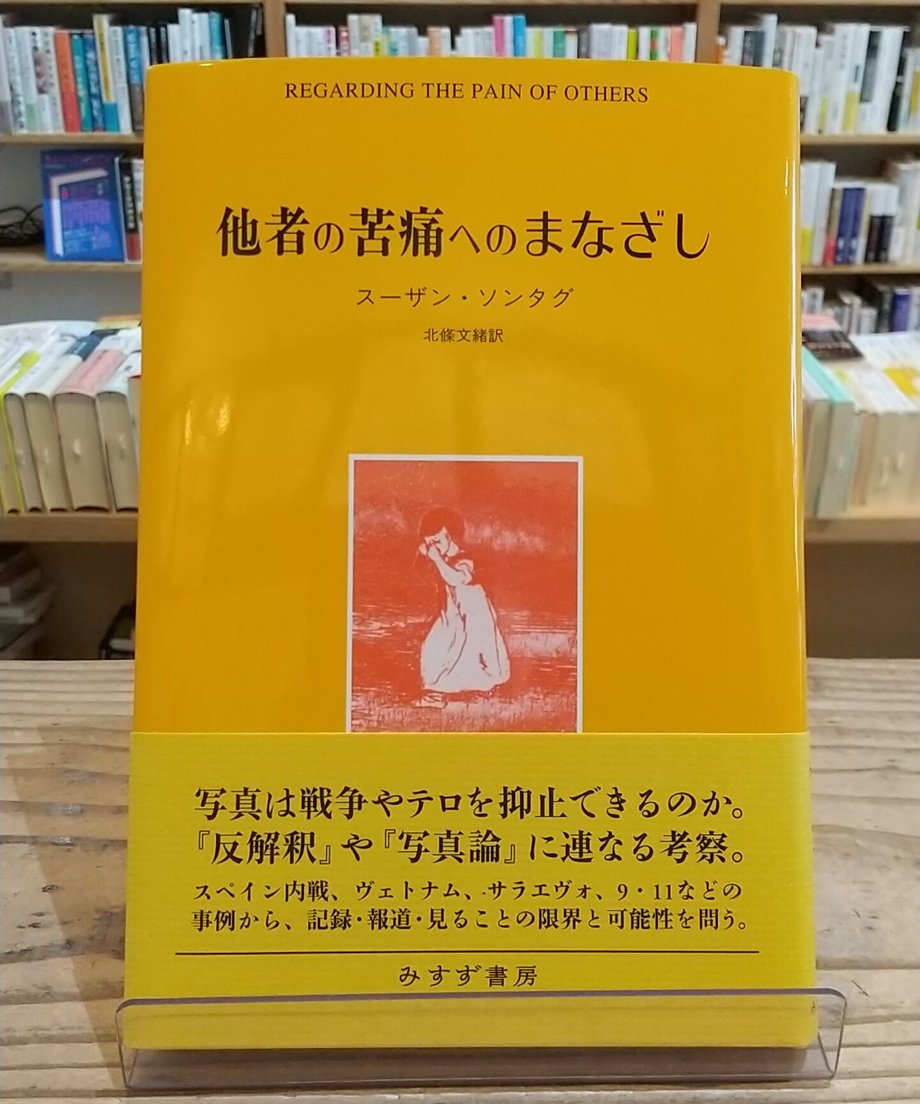 REGARDING THE PAIN OF OTHERS
他者の苦痛へのまなざし
スーザン・ソンタグ
北條文緒訳
写真は戦争やテロを抑止できるのか。
『反解釈』や『写真論』に連なる考察。
スペイン内戦、ヴェトナム、サラエヴォ、9・11などの
事例から、記録・報道・見ることの限界と可能性を問う。
みすず書房